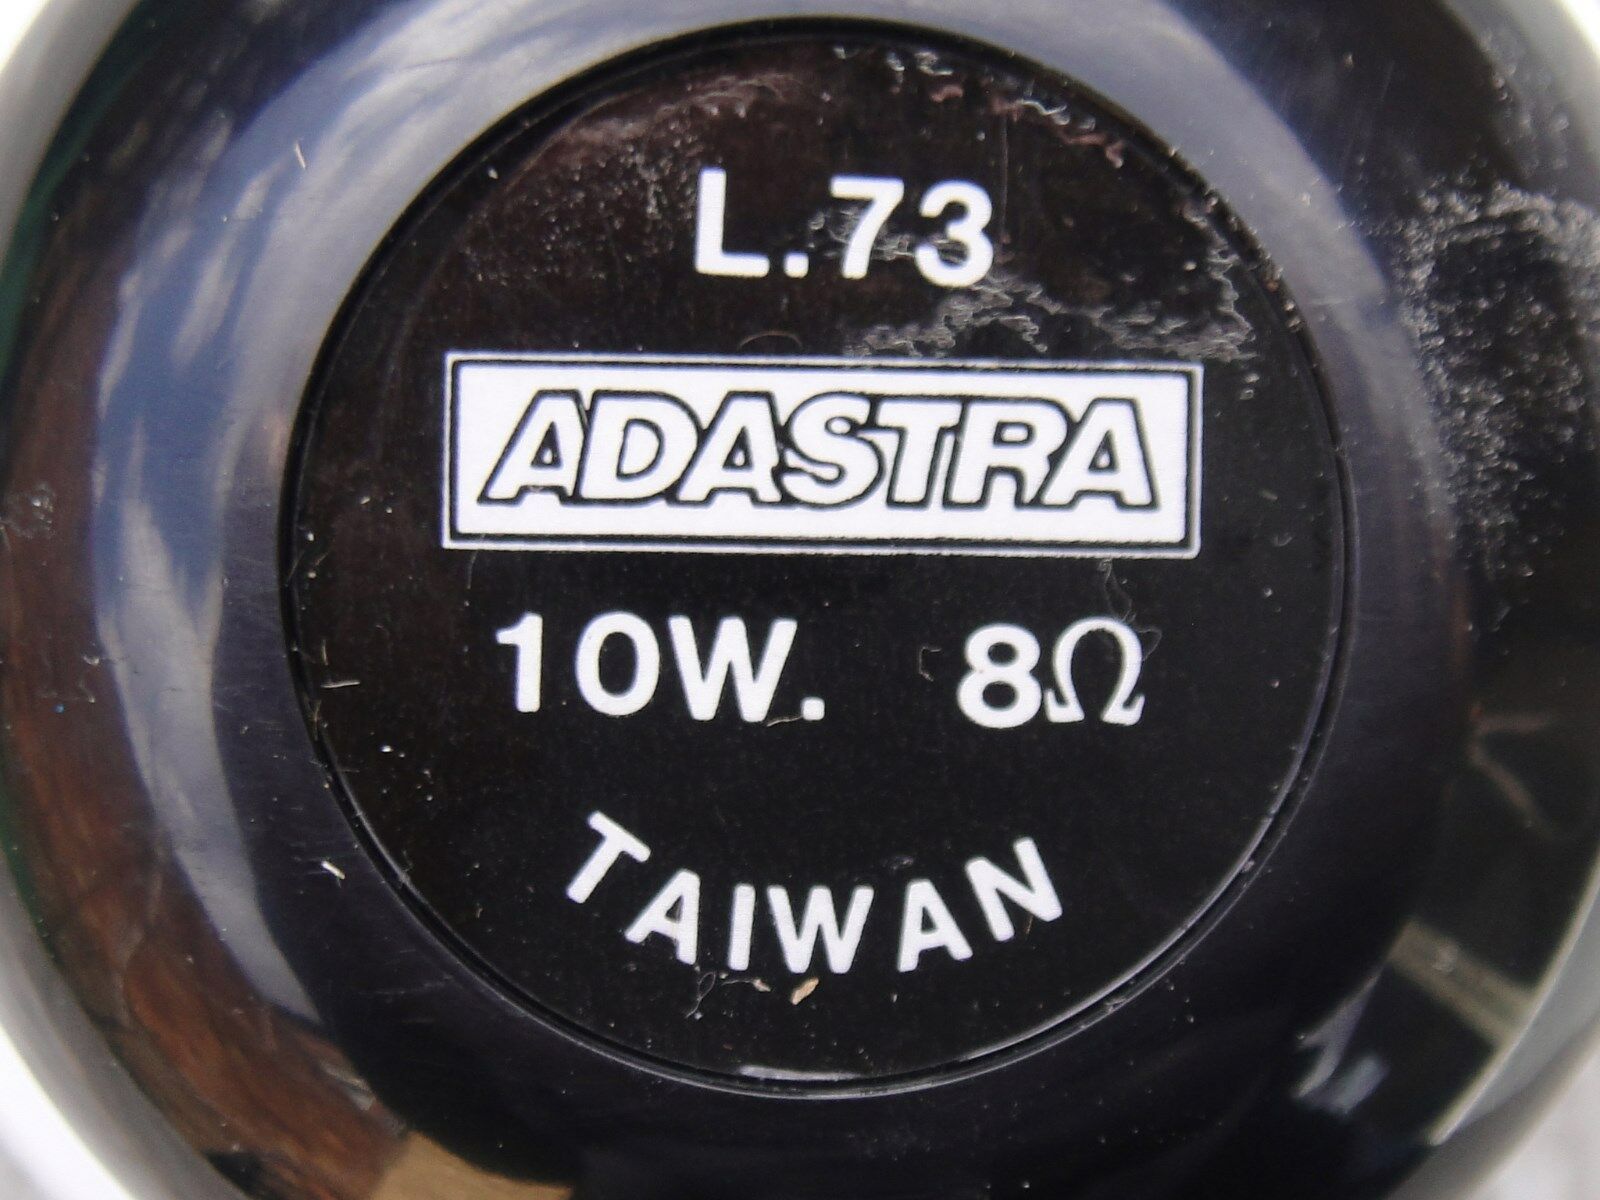 L.73
ADASTRA
10W. 8Ω
TAIWAN